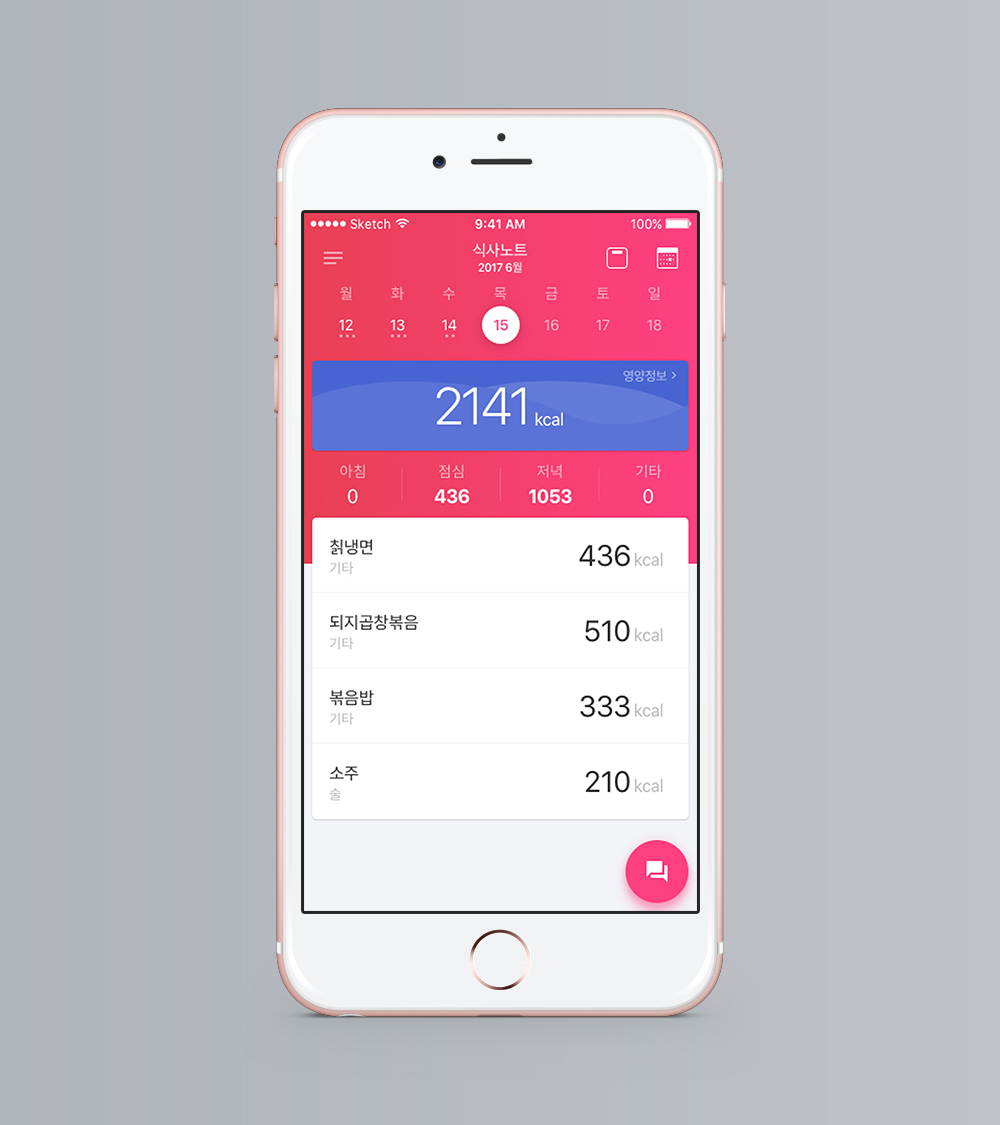 Sketch 9:41 AM 100%
식사노트
2017 6월
월 화 수 목 금 토 일
12 13 14 15 16 17 18
영양정보 >
2141 kcal
아침 점심 저녁 기타
0 436 1053 0
칡냉면 436 kcal
기타
되지곱창볶음 510 kcal
기타
볶음밥 333 kcal
기타
소주 210 kcal
술